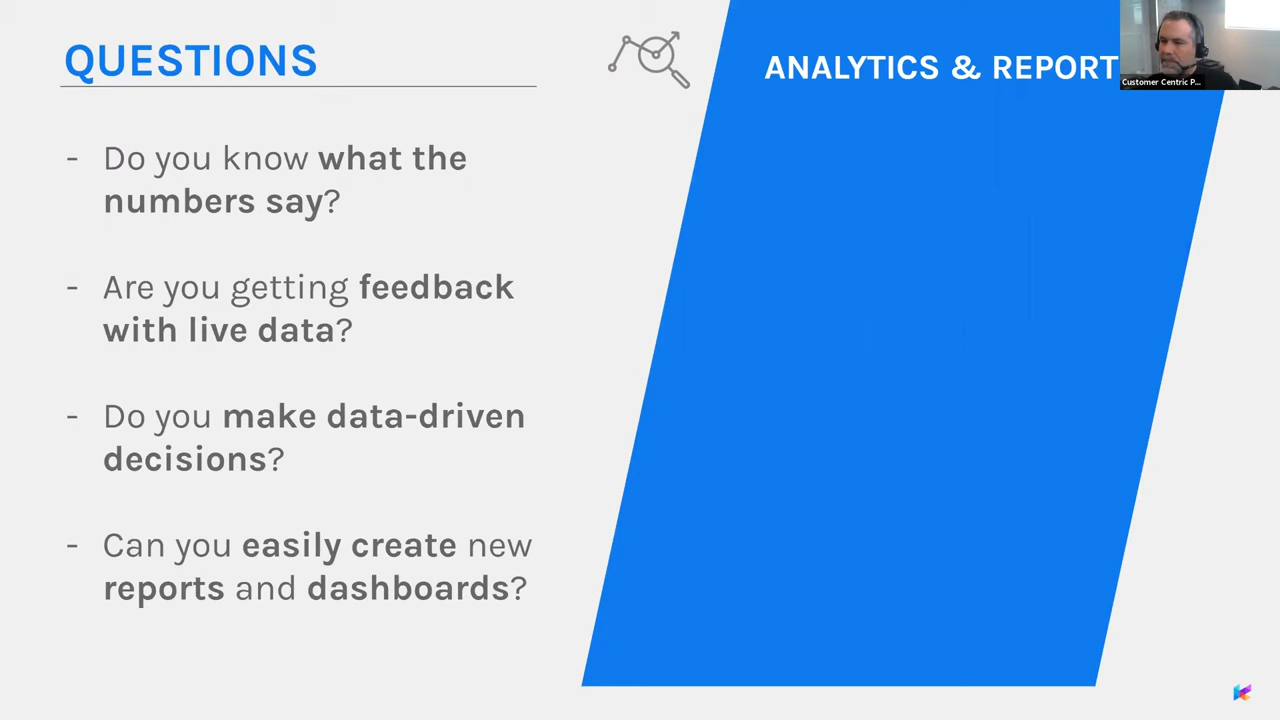 QUESTIONS
ANALYTICS & REPORT
Customer Centric P...
- Do you know what the
numbers say?
- Are you getting feedback
with live data?
- Do you make data-driven
decisions?
- Can you easily create new
reports and dashboards?